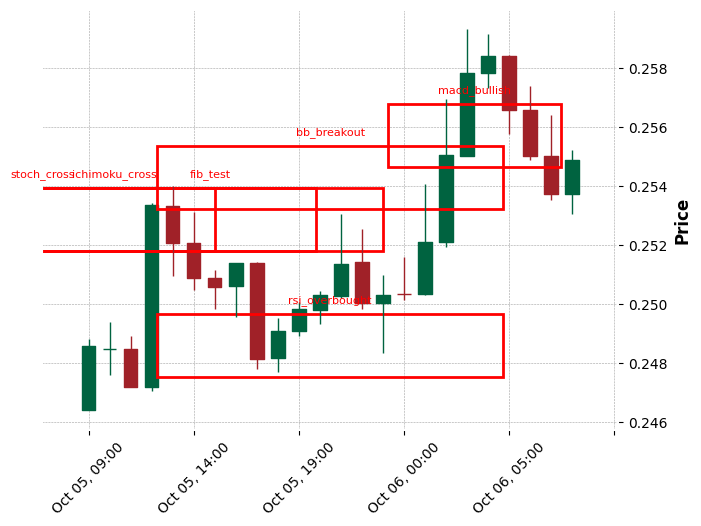 0.258
macd_bullish
0.256
bb_breakout
stoch_cross
ichimoku_cross
fib_test
0.254
0.252
0.250
rsi_overbought
0.248
0.246
Price
Oct 05, 09:00
Oct 05, 14:00
Oct 05, 19:00
Oct 06, 00:00
Oct 06, 05:00